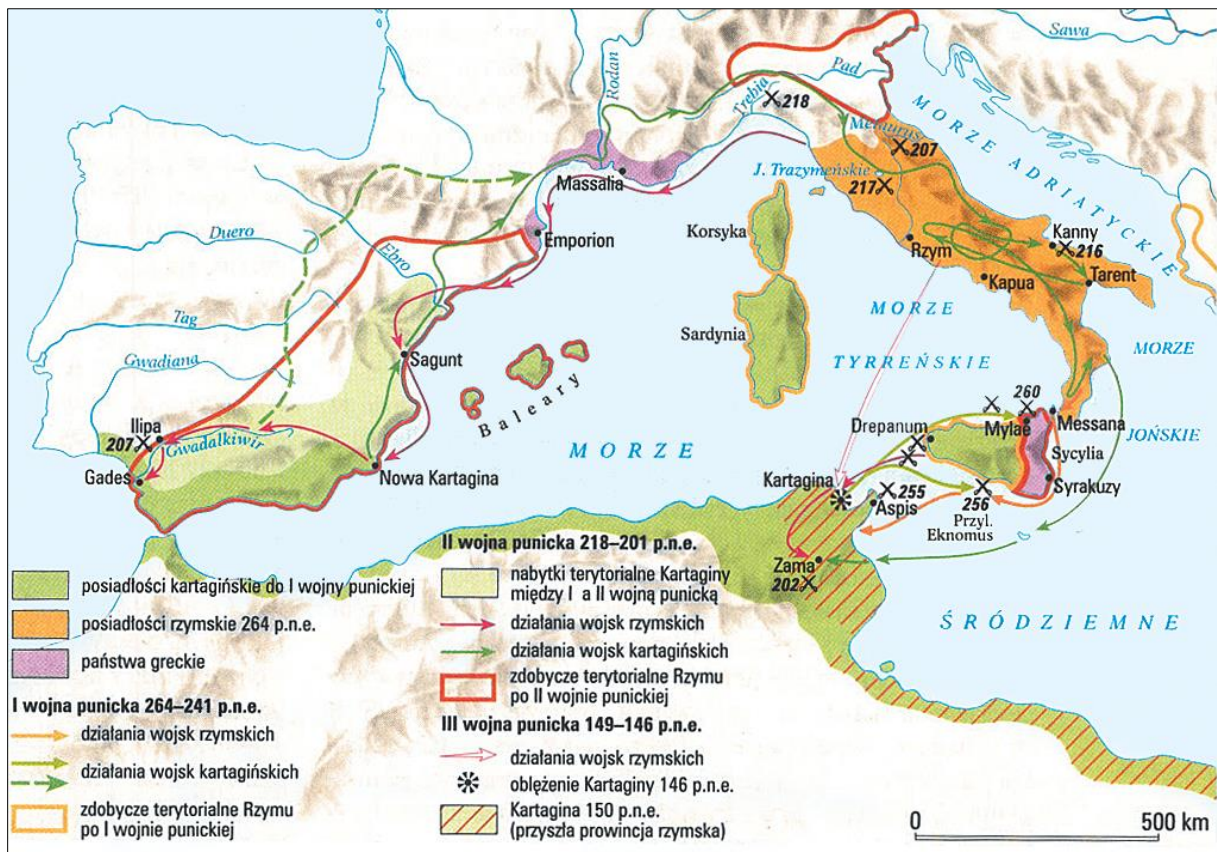 Sawa
Rodan
Pad
Trebia
218
MORZE ADRIATYCKIE
Metaurus
207
Massalia
J. Trazymeńskie
217
Korsyka
Kanny
216
Emporion
Duero
Ebro
Rzym
Kapua
Tarent
MORZE
Tag
Sardynia
Sagunt
TYRREŃSKIE
MORZE
Gwadiana
Baleary
260
Ilipa
207
Gwadalkiwir
Drepanum
Mylae
Messana
JOŃSKIE
MORZE
Sycylia
Gades
Nowa Kartagina
Kartagina
255
Aspis
256
Syrakuzy
Przyl.
Eknomus
Zama
202
ŚRÓDZIEMNE
posiadłości kartagińskie do I wojny punickiej
posiadłości rzymskie 264 p.n.e.
państwa greckie
I wojna punicka 264–241 p.n.e.
działania wojsk rzymskich
działania wojsk kartagińskich
zdobycze terytorialne Rzymu
po I wojnie punickiej
II wojna punicka 218–201 p.n.e.
nabytki terytorialne Kartaginy
między I a II wojną punicką
działania wojsk rzymskich
działania wojsk kartagińskich
zdobycze terytorialne Rzymu
po II wojnie punickiej
III wojna punicka 149–146 p.n.e.
działania wojsk rzymskich
oblężenie Kartaginy 146 p.n.e.
Kartagina 150 p.n.e.
(przyszła prowincja rzymska)
0 500 km